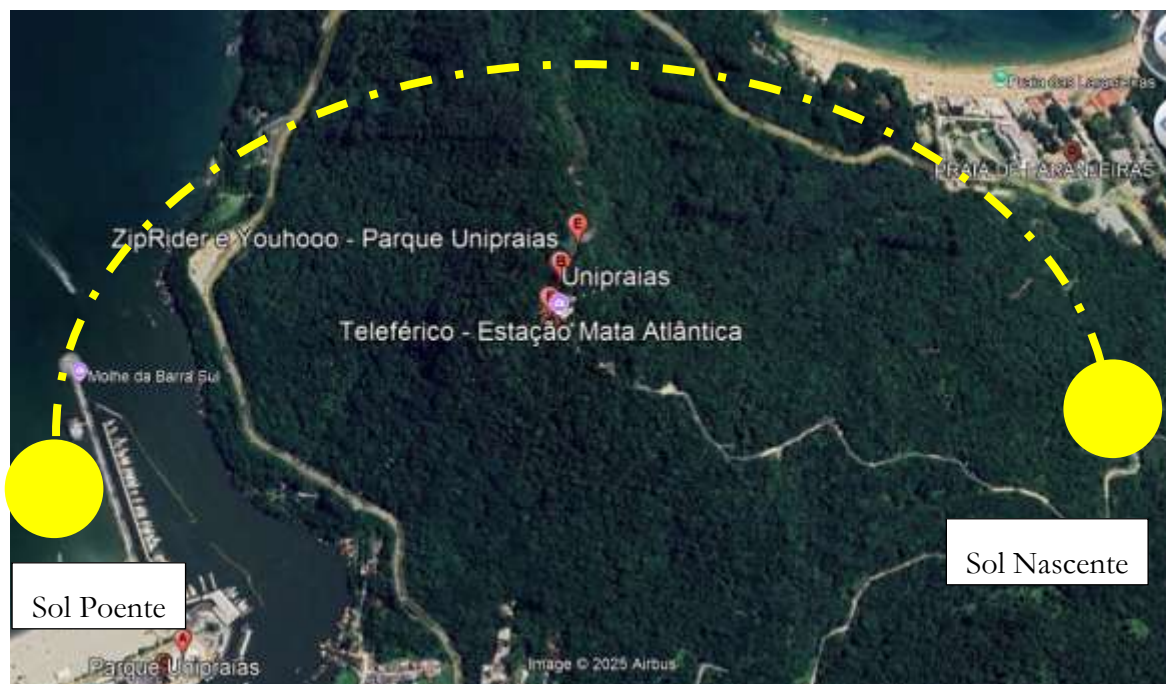 Praia das Laranjeiras
PRAIA DE LARANJEIRAS
E
ZipRider e Youhooo - Parque Unipraias
B
Unipraias
Teleférico - Estação Mata Atlântica
Molhe da Barra Sul
Sol Nascente
Sol Poente
A
Parque Unipraias
Image © 2025 Airbus